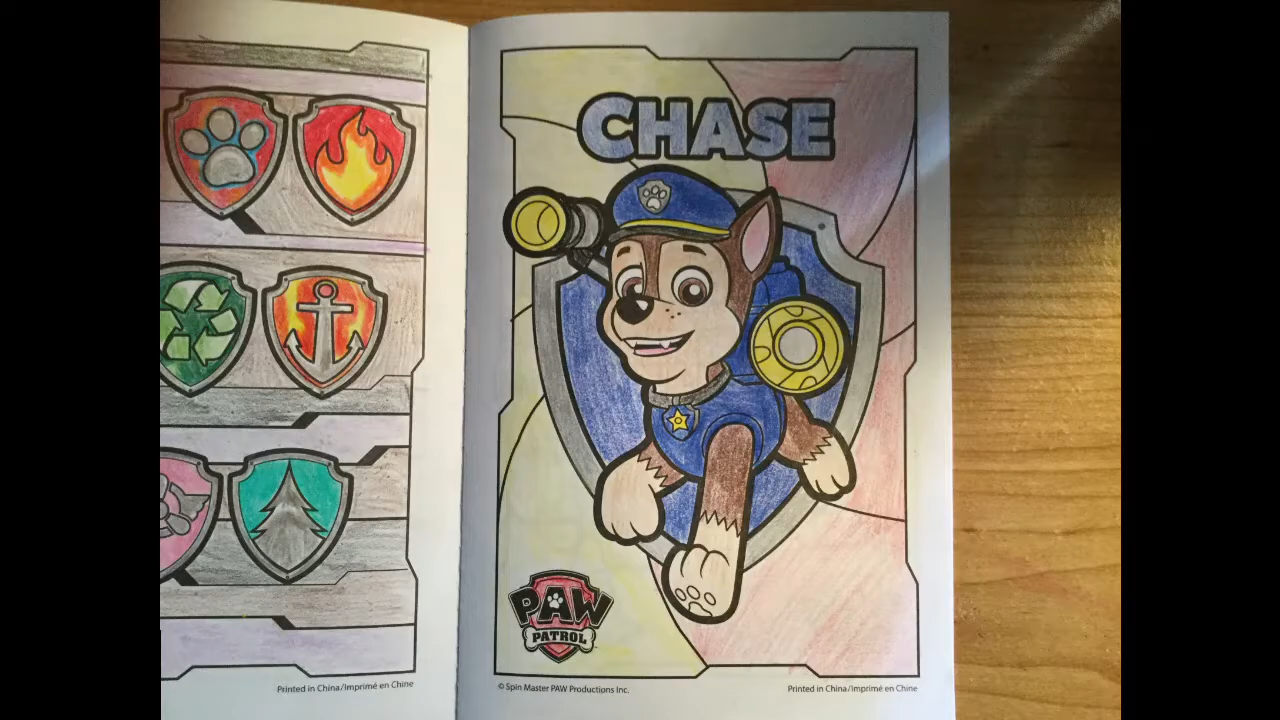 Printed in China/Imprimé en Chine
CHASE
PAW
PATROL
© Spin Master PAW Productions Inc.
Printed in China/Imprimé en Chine